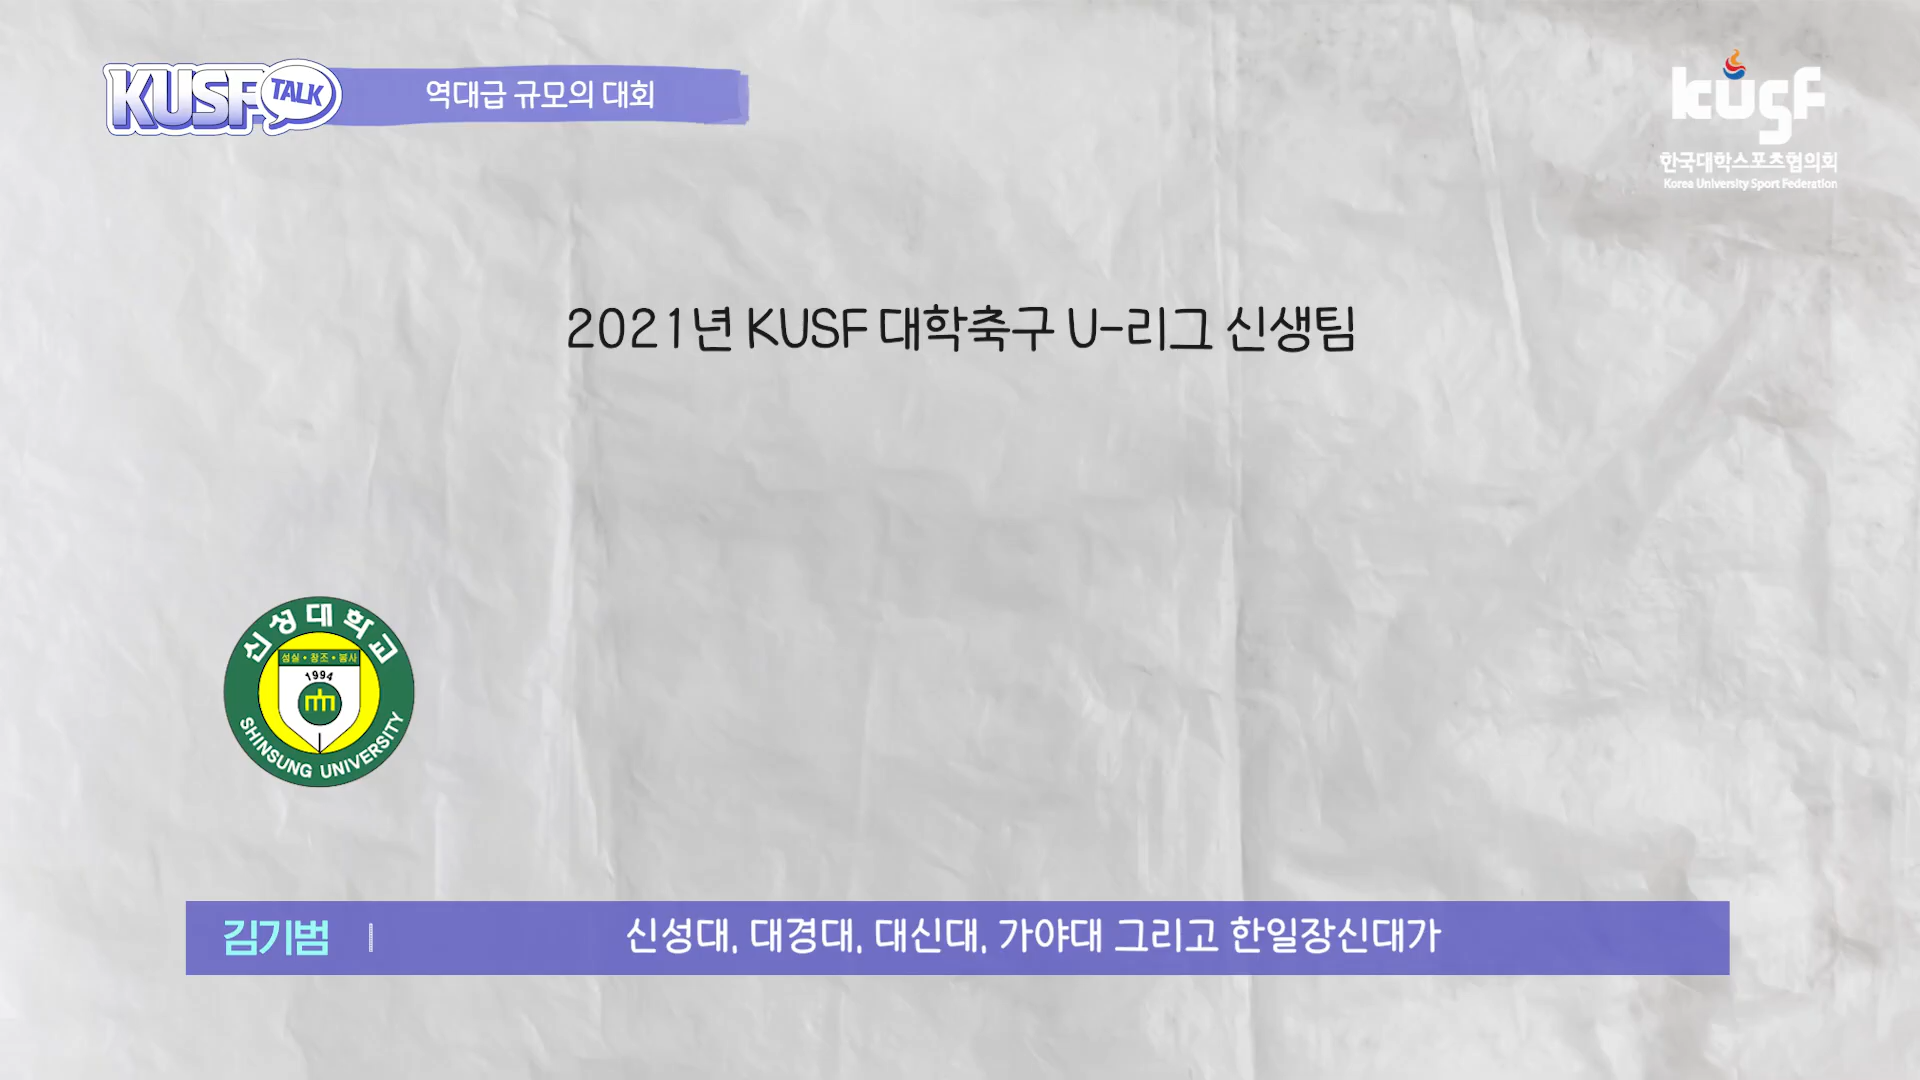 KUSF TALK
역대급 규모의 대회
kusf
한국대학스포츠협의회
Korea University Sport Federation
2021년 KUSF 대학축구 U-리그 신생팀
신성대학교
성실·창조·봉사
1994
SHINSUNG UNIVERSITY
김기범
신성대, 대경대, 대신대, 가야대 그리고 한일장신대가